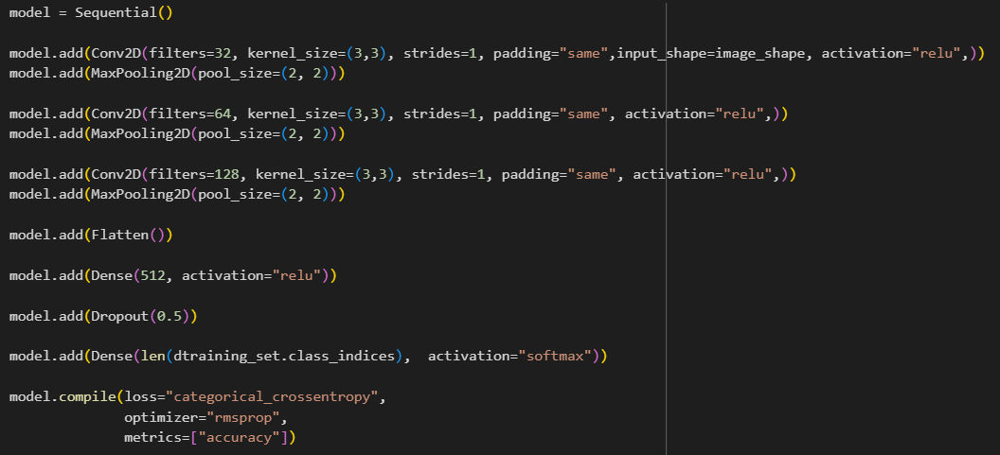 model = Sequential()
model.add(Conv2D(filters=32, kernel_size=(3,3), strides=1, padding="same",input_shape=image_shape, activation="relu",))
model.add(MaxPooling2D(pool_size=(2, 2)))
model.add(Conv2D(filters=64, kernel_size=(3,3), strides=1, padding="same", activation="relu",))
model.add(MaxPooling2D(pool_size=(2, 2)))
model.add(Conv2D(filters=128, kernel_size=(3,3), strides=1, padding="same", activation="relu",))
model.add(MaxPooling2D(pool_size=(2, 2)))
model.add(Flatten())
model.add(Dense(512, activation="relu"))
model.add(Dropout(0.5))
model.add(Dense(len(dtraining_set.class_indices),  activation="softmax"))
model.compile(loss="categorical_crossentropy",
              optimizer="rmsprop",
              metrics=["accuracy"])